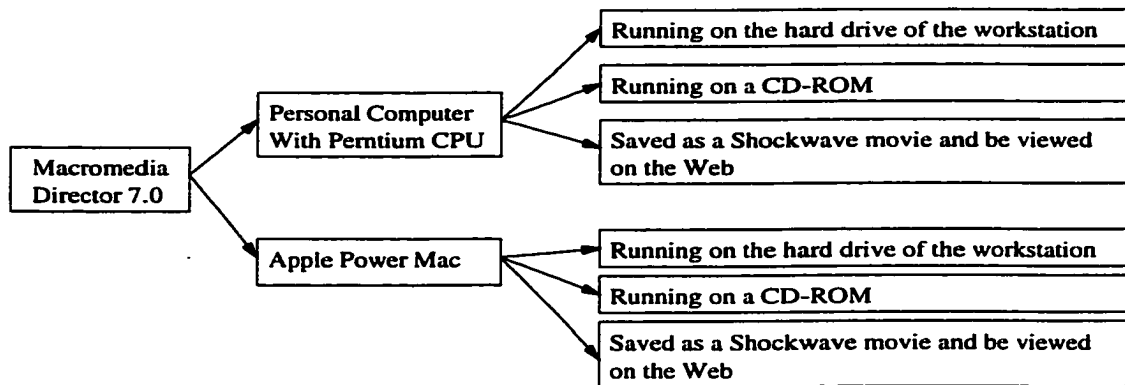 Macromedia
Director 7.0
Personal Computer
With Perntium CPU
Apple Power Mac
Running on the hard drive of the workstation
Running on a CD-ROM
Saved as a Shockwave movie and be viewed
on the Web
Running on the hard drive of the workstation
Running on a CD-ROM
Saved as a Shockwave movie and be viewed
on the Web